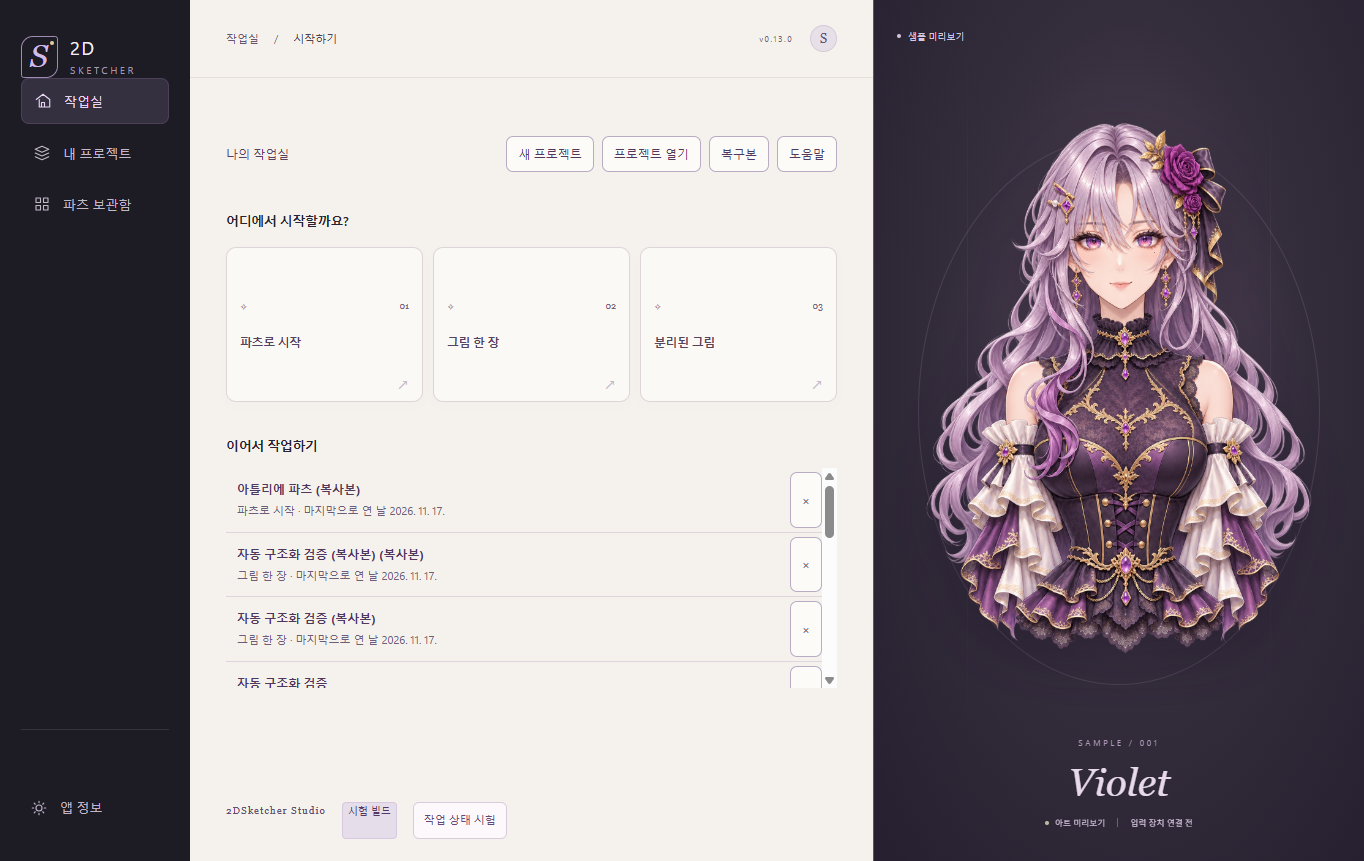 S
2D
SKETCHER
작업실
내 프로젝트
파츠 보관함
앱 정보
작업실 / 시작하기
v0.13.0
S
나의 작업실
새 프로젝트
프로젝트 열기
복구본
도움말
어디에서 시작할까요?
01
파츠로 시작
02
그림 한 장
03
분리된 그림
이어서 작업하기
아틀리에 파츠 (복사본)
파츠로 시작 · 마지막으로 연 날 2026. 11. 17.
×
자동 구조화 검증 (복사본) (복사본)
그림 한 장 · 마지막으로 연 날 2026. 11. 17.
×
자동 구조화 검증 (복사본)
그림 한 장 · 마지막으로 연 날 2026. 11. 17.
×
자동 구조화 검증
2DSketcher Studio
시험 빌드
작업 상태 시험
샘플 미리보기
SAMPLE / 001
Violet
아트 미리보기 | 입력 장치 연결 전